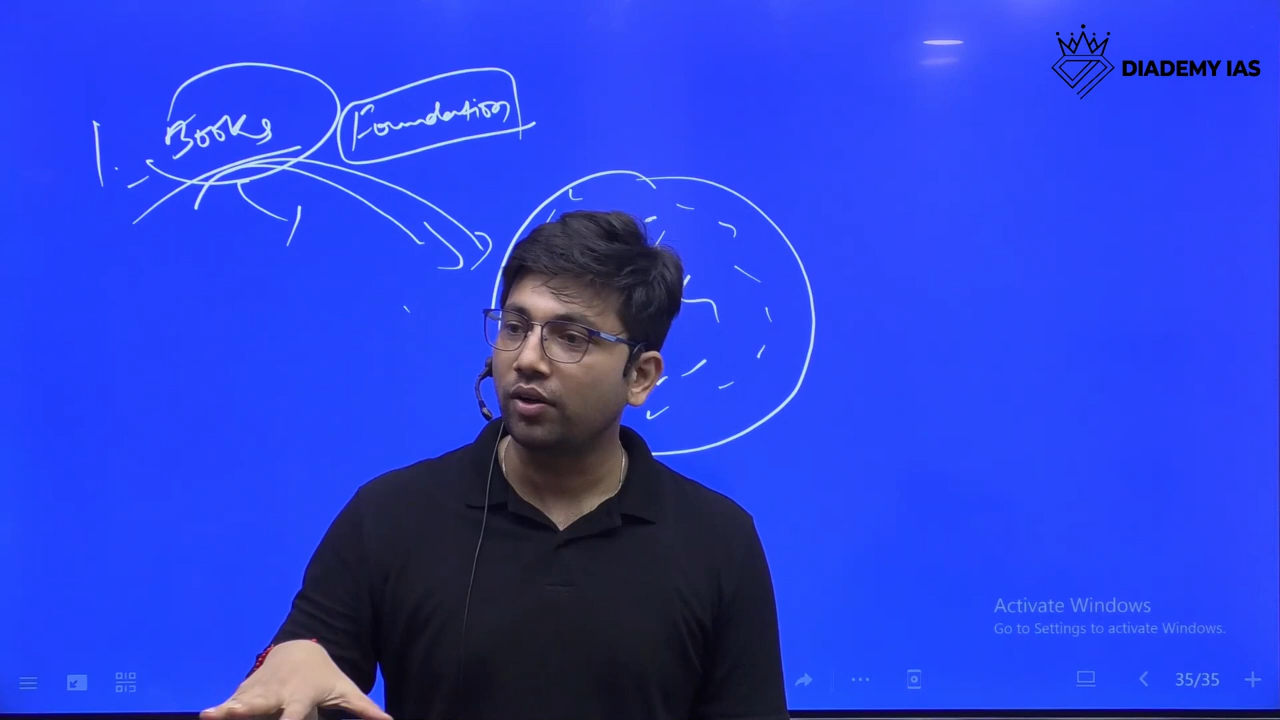 DIADEMY IAS
1. Books Foundation
Activate Windows
Go to Settings to activate Windows.
35/35